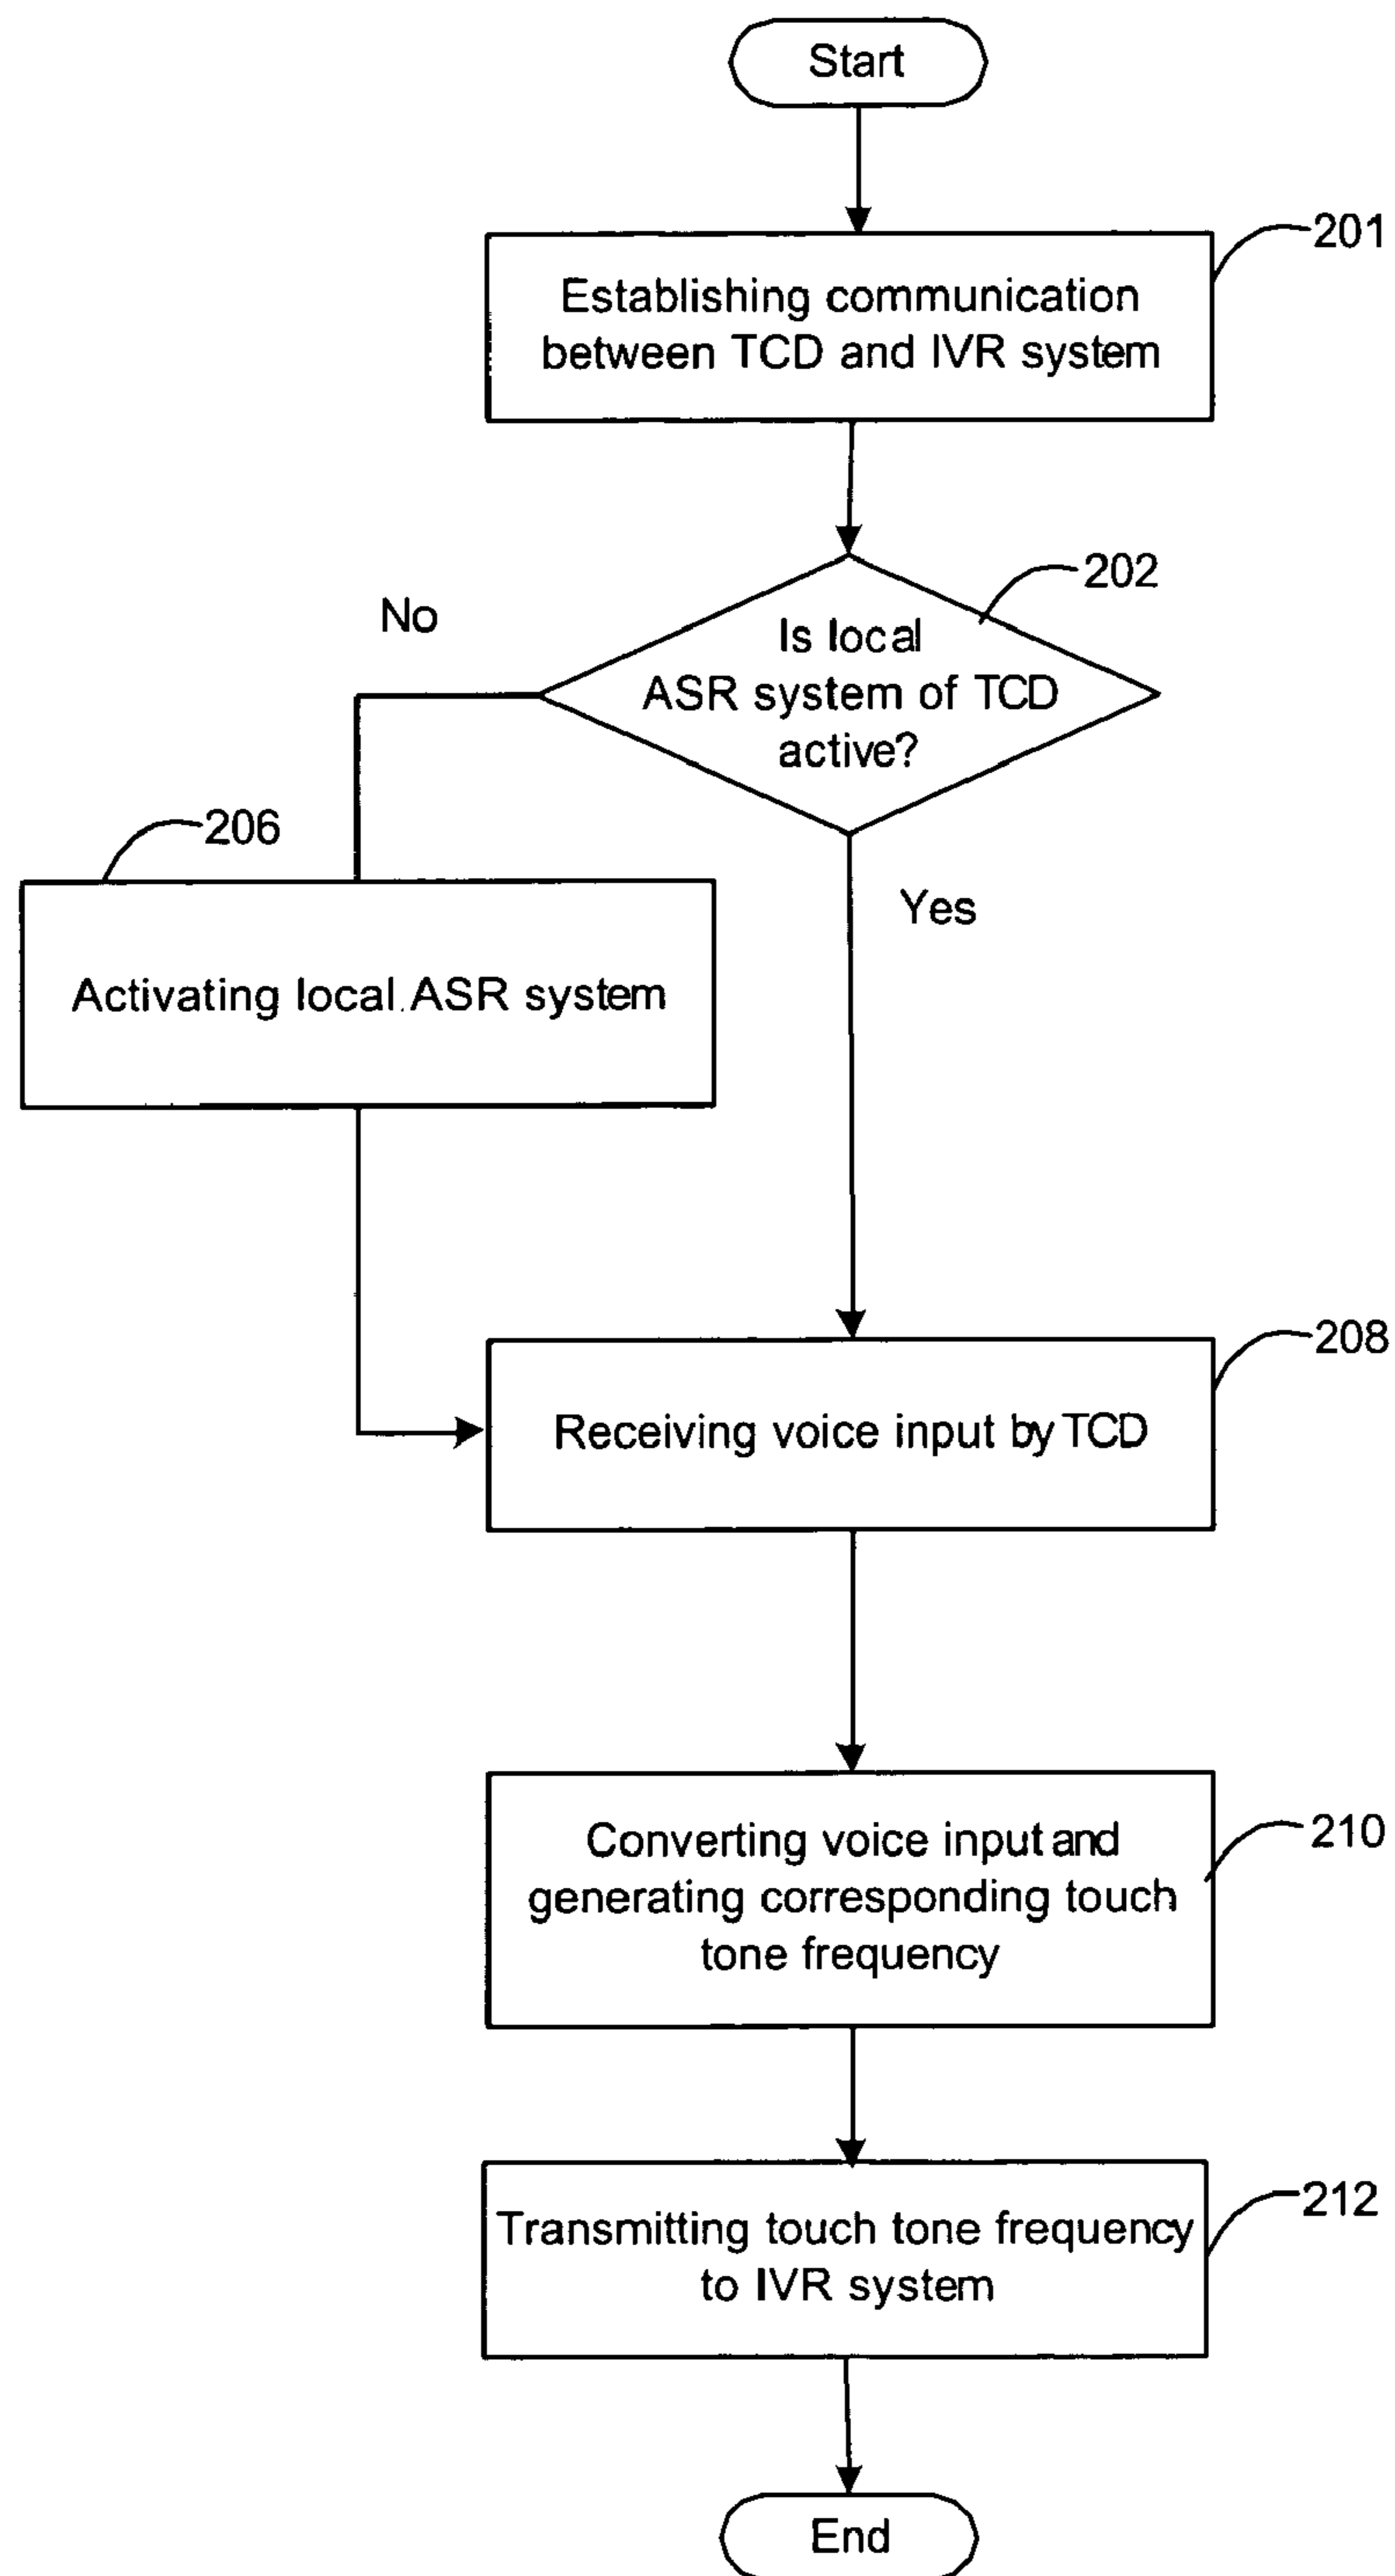 Start
201
Establishing communication
between TCD and IVR system
202
No
Is local
ASR system of TCD
active?
206
Yes
Activating local ASR system
208
Receiving voice input by TCD
210
Converting voice input and
generating corresponding touch
tone frequency
212
Transmitting touch tone frequency
to IVR system
End